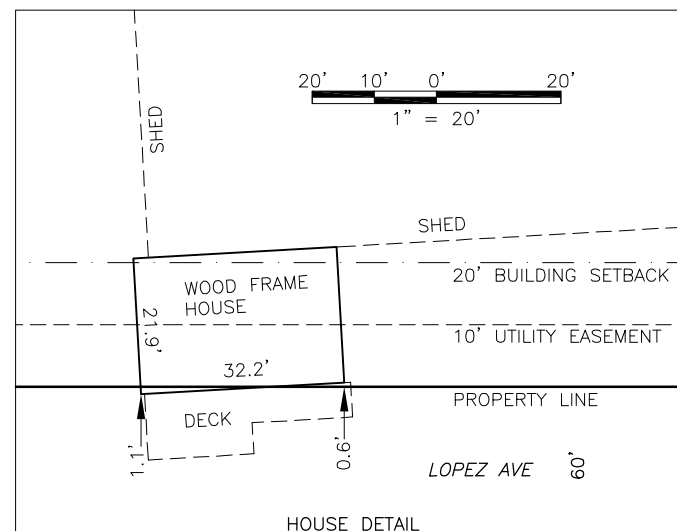 20' 10' 0' 20'
1" = 20'
SHED
SHED
20' BUILDING SETBACK
WOOD FRAME
HOUSE
21.9'
10' UTILITY EASEMENT
32.2'
PROPERTY LINE
DECK
1.1'
0.6'
LOPEZ AVE 60'
HOUSE DETAIL